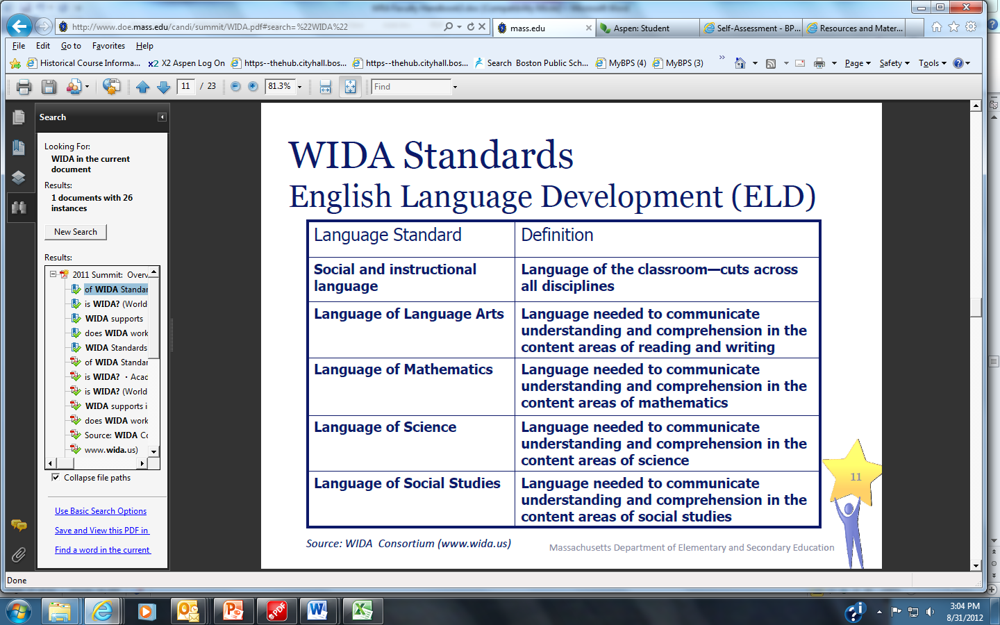 http://www.doe.mass.edu/candi/summit/WIDA.pdf#search=%22WIDA%22
mass.edu
Aspen: Student
Self-Assessment - BP...
Resources and Mater...
File Edit Go to Favorites Help
Historical Course Informa...
X2 Aspen Log On
https--thehub.cityhall.bos...
https--thehub.cityhall.bos...
Search Boston Public Sch...
MyBPS (4)
MyBPS (3)
Page
Safety
Tools
11 / 23
81.3%
Find
Search
Looking For:
WIDA in the current
document
Results:
1 documents with 26
instances
New Search
Results:
2011 Summit: Overv
of WIDA Standar
is WIDA? (World
WIDA supports
does WIDA work
WIDA Standards
of WIDA Standar
is WIDA? • Acad
is WIDA? (World
WIDA supports i
does WIDA work
Source: WIDA Co
www.wida.us)
Collapse file paths
Use Basic Search Options
Save and View this PDF in
Find a word in the current
WIDA Standards
English Language Development (ELD)
Language Standard
Definition
Social and instructional
language
Language of the classroom—cuts across
all disciplines
Language of Language Arts
Language needed to communicate
understanding and comprehension in the
content areas of reading and writing
Language of Mathematics
Language needed to communicate
understanding and comprehension in the
content areas of mathematics
Language of Science
Language needed to communicate
understanding and comprehension in the
content areas of science
Language of Social Studies
Language needed to communicate
understanding and comprehension in the
content areas of social studies
11
Source: WIDA Consortium (www.wida.us)
Massachusetts Department of Elementary and Secondary Education
Done
3:04 PM
8/31/2012